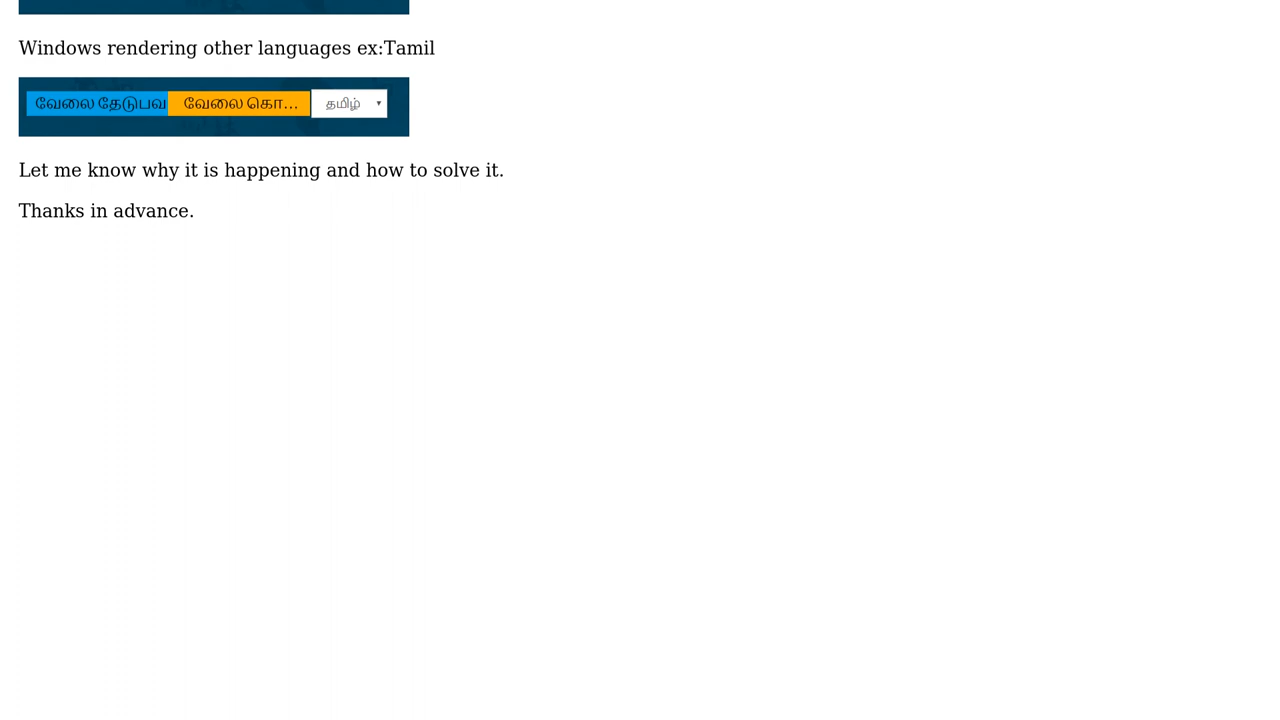 Windows rendering other languages ex:Tamil
வேலை தேடுபவ வேலை கொ... தமிழ்
Let me know why it is happening and how to solve it.
Thanks in advance.